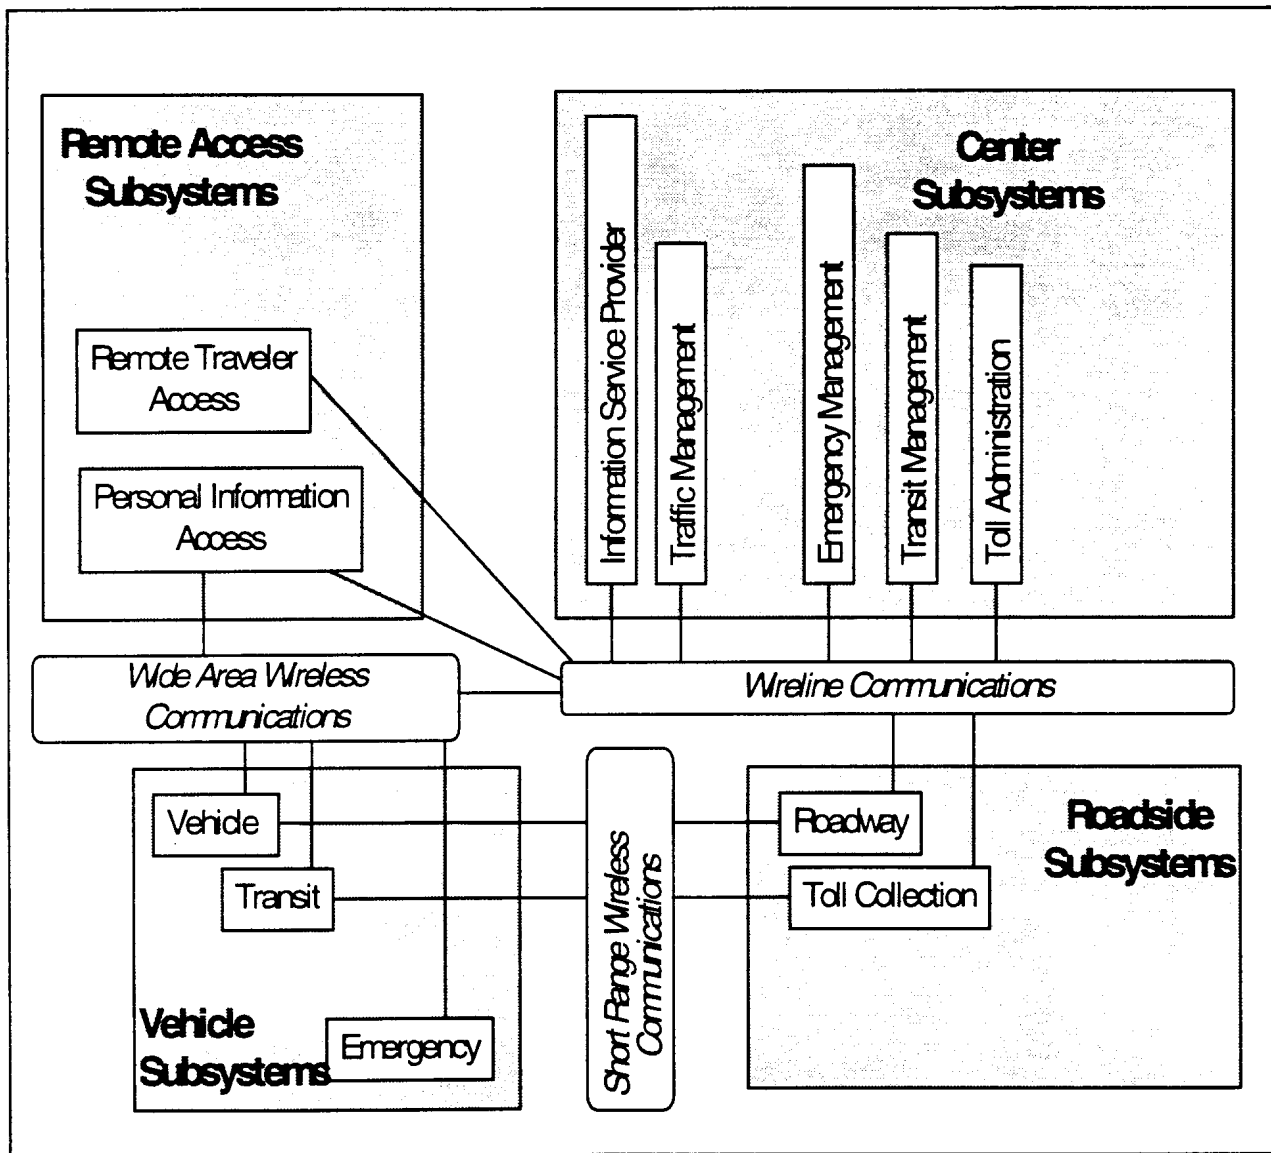 Remote Access
Subsystems
Remote Traveler
Access
Personal Information
Access
Center
Subsystems
Information Service Provider
Traffic Management
Emergency Management
Transit Management
Toll Administration
Wide Area Wireless
Communications
Wireline Communications
Vehicle
Transit
Emergency
Vehicle
Subsystems
Short Range Wireless
Communications
Roadway
Toll Collection
Roadside
Subsystems